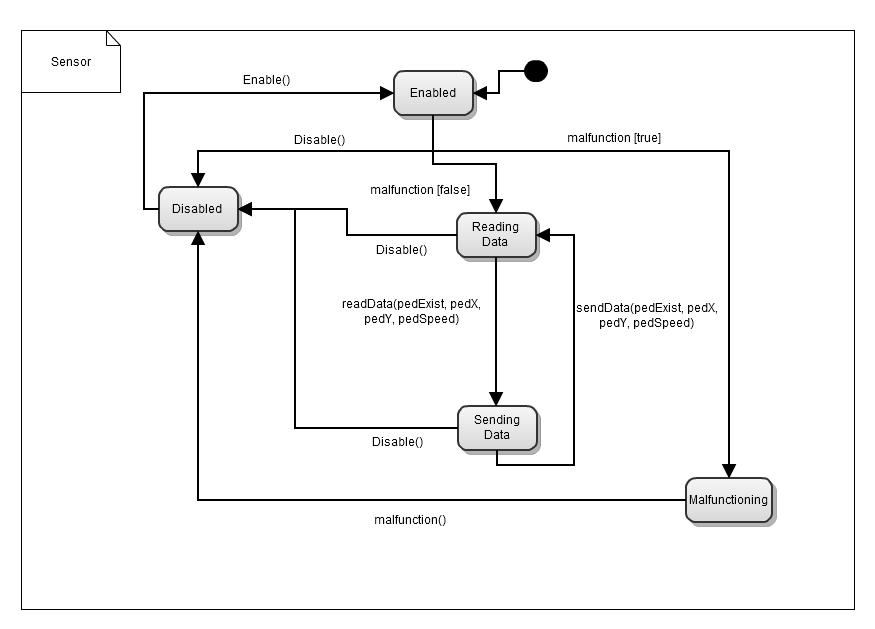 Sensor
Enable()
Enabled
Disable()
malfunction [true]
malfunction [false]
Disabled
Reading
Data
Disable()
readData(pedExist, pedX,
pedY, pedSpeed)
sendData(pedExist, pedX,
pedY, pedSpeed)
Sending
Data
Disable()
Malfunctioning
malfunction()